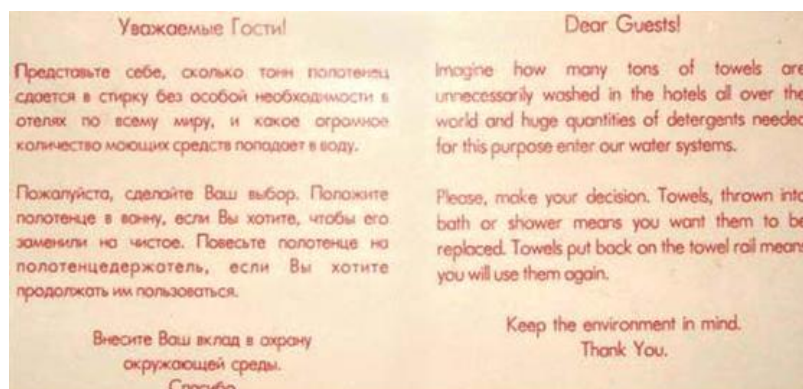 Уважаемые Гости!
Представьте себе, сколько тонн полотенец
сдается в стирку без особой необходимости в
отелях по всему миру, и какое огромное
количество моющих средств попадает в воду.
Пожалуйста, сделайте Ваш выбор. Положите
полотенце в ванну, если Вы хотите, чтобы его
заменили на чистое. Повесьте полотенце на
полотенцедержатель, если Вы хотите
продолжать им пользоваться.
Внесите Ваш вклад в охрану
окружающей среды.
Спасибо
Dear Guests!
Imagine how many tons of towels are
unnecessarily washed in the hotels all over the
world and huge quantities of detergents needed
for this purpose enter our water systems.
Please, make your decision. Towels, thrown into
bath or shower means you want them to be
replaced. Towels put back on the towel rail means
you will use them again.
Keep the environment in mind.
Thank You.